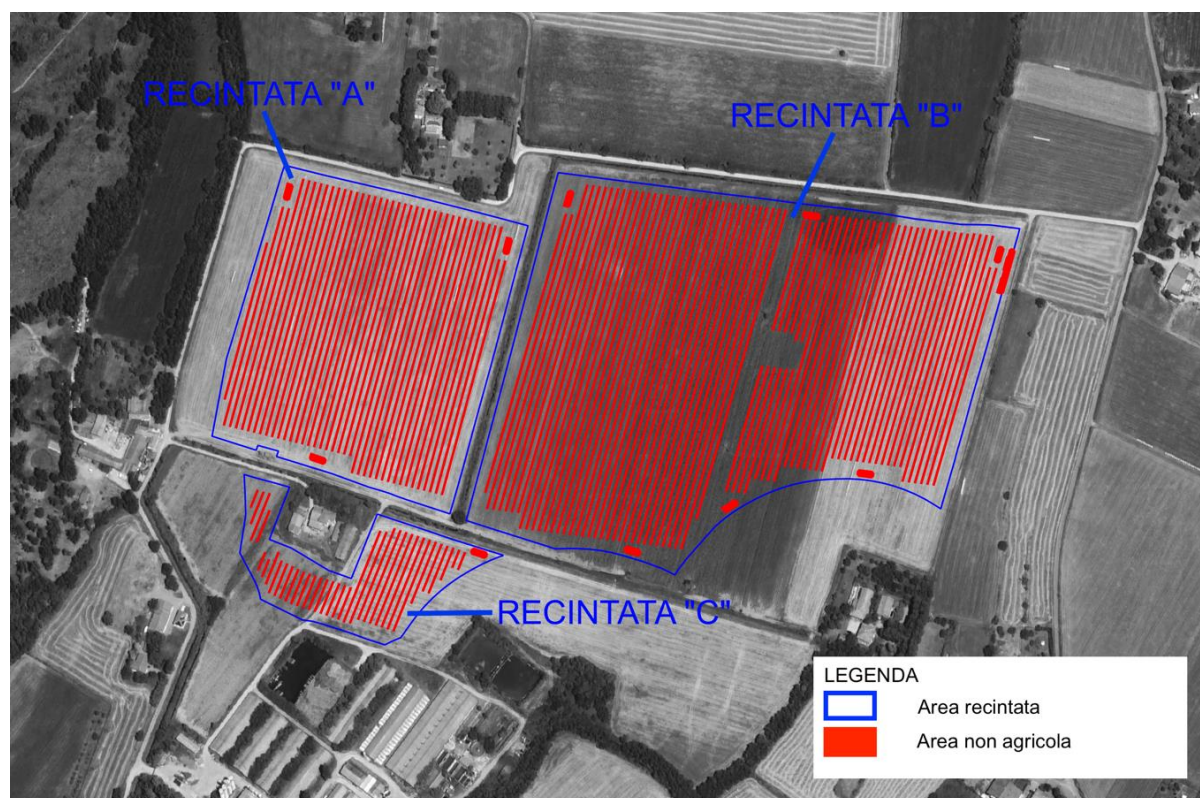 RECINTATA "A"
RECINTATA "B"
RECINTATA "C"
LEGENDA
Area recintata
Area non agricola